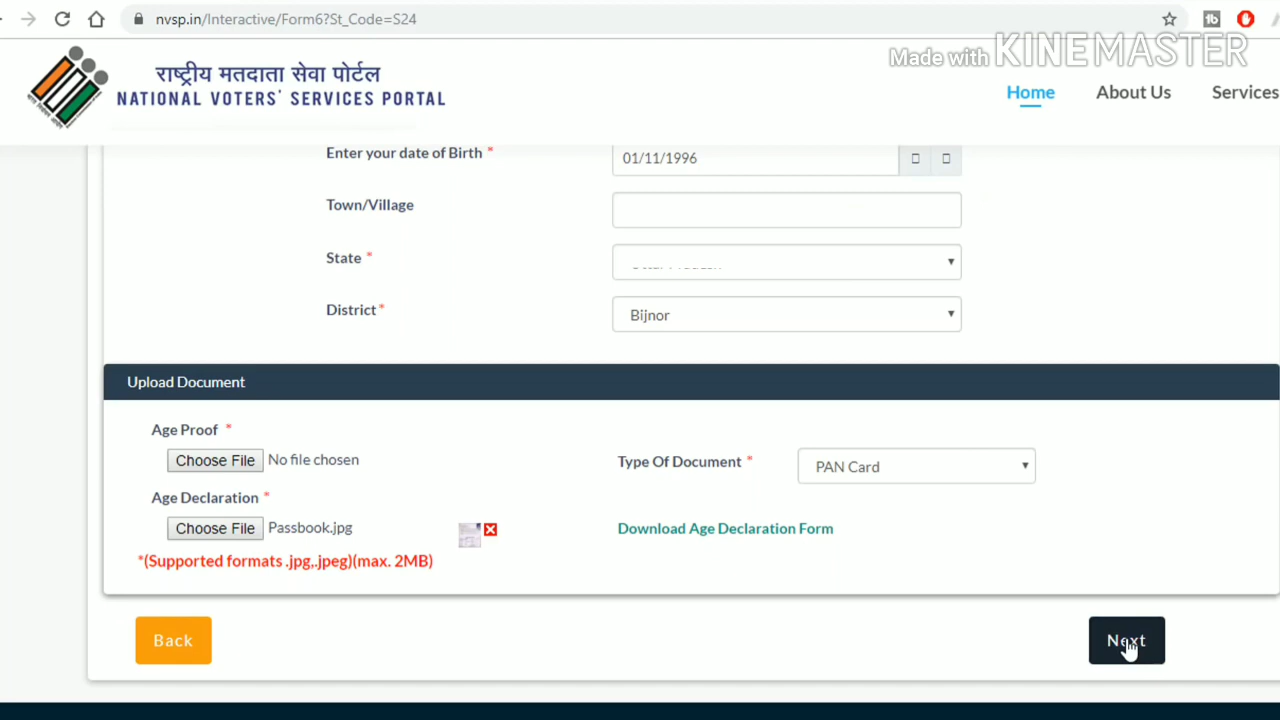 nvsp.in/Interactive/Form6?St_Code=S24
Made with KINEMASTER
राष्ट्रीय मतदाता सेवा पोर्टल
NATIONAL VOTERS' SERVICES PORTAL
Home About Us Services
Enter your date of Birth * 01/11/1996
Town/Village
State *
District * Bijnor
Upload Document
Age Proof *
Choose File No file chosen Type Of Document * PAN Card
Age Declaration *
Choose File Passbook.jpg Download Age Declaration Form
*(Supported formats .jpg,.jpeg)(max. 2MB)
Back Next